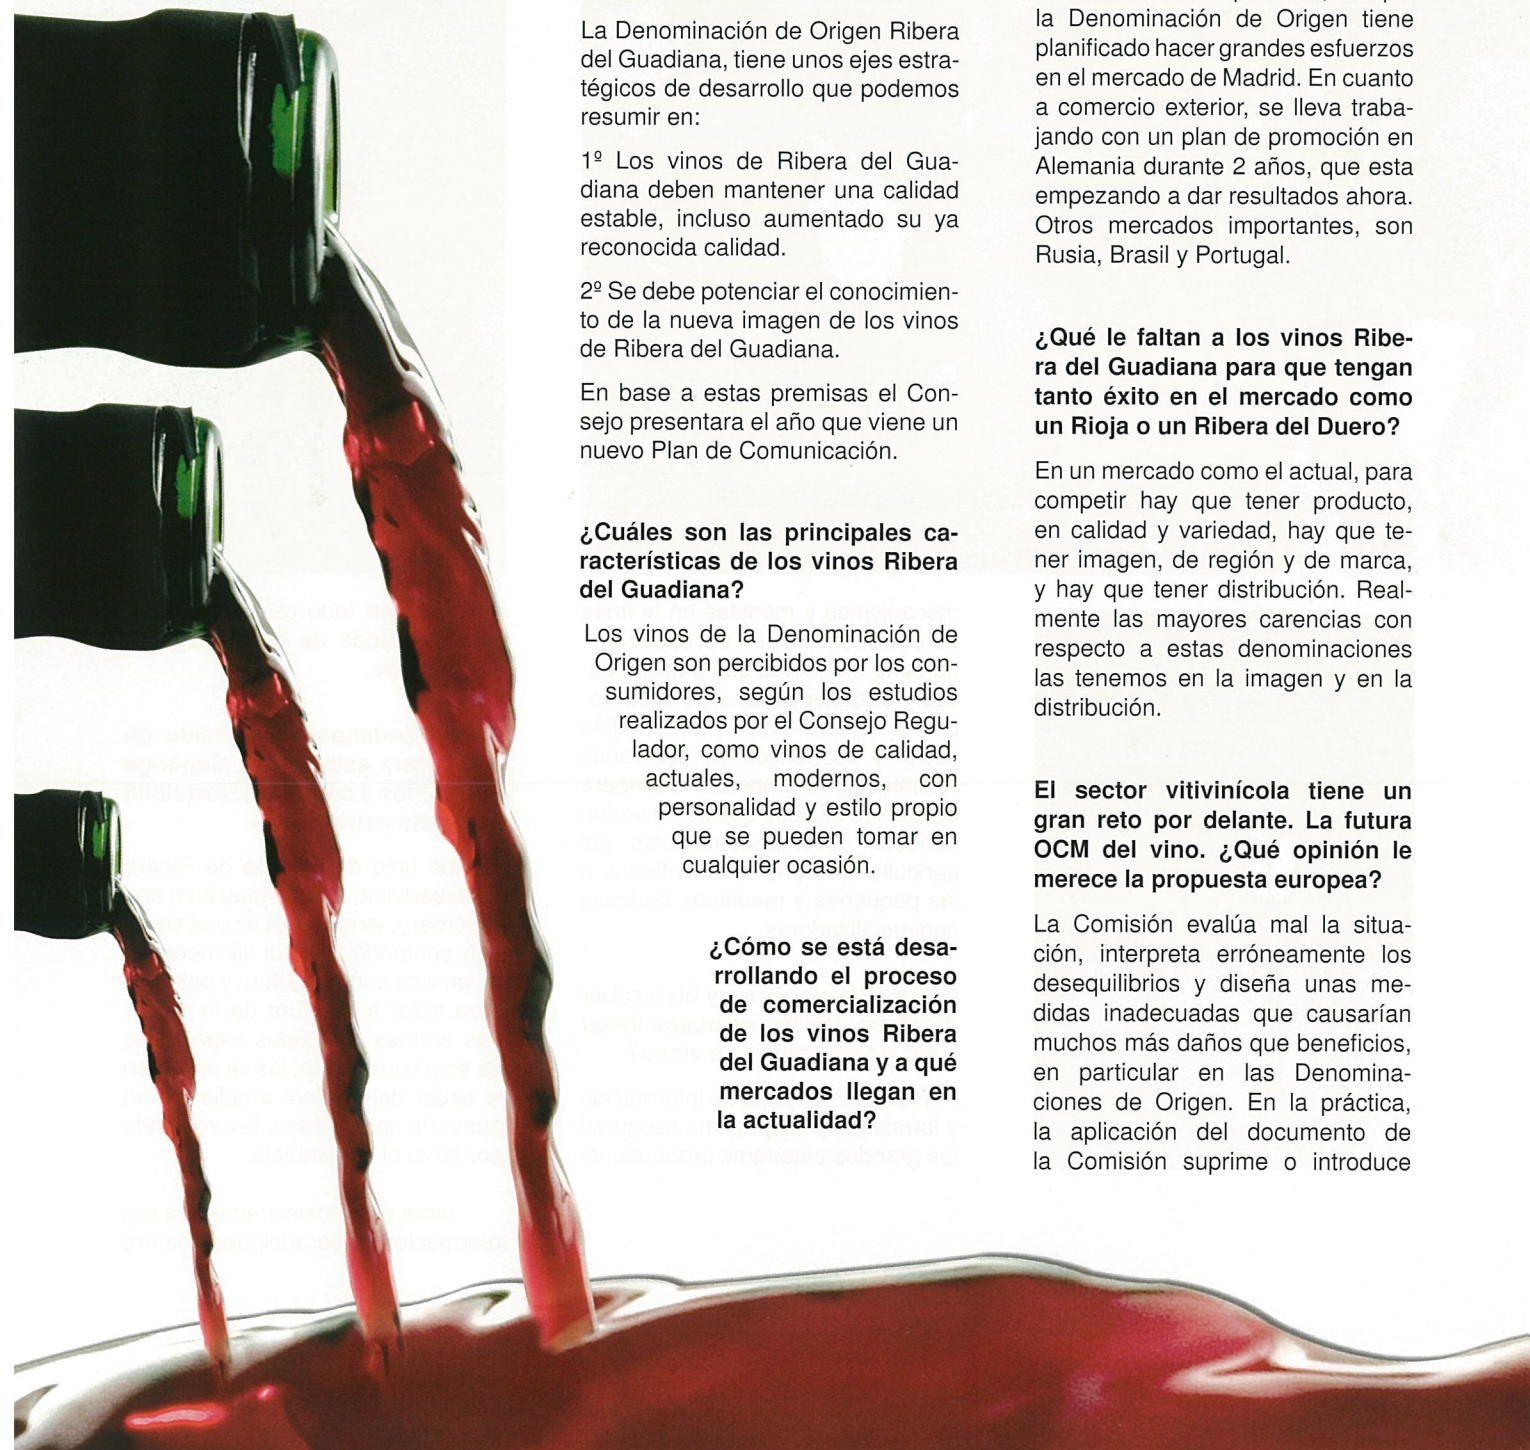 La Denominación de Origen Ribera
del Guadiana, tiene unos ejes estra-
tégicos de desarrollo que podemos
resumir en:
1º Los vinos de Ribera del Gua-
diana deben mantener una calidad
estable, incluso aumentado su ya
reconocida calidad.
2º Se debe potenciar el conocimien-
to de la nueva imagen de los vinos
de Ribera del Guadiana.
En base a estas premisas el Con-
sejo presentara el año que viene un
nuevo Plan de Comunicación.
¿Cuáles son las principales ca-
racterísticas de los vinos Ribera
del Guadiana?
Los vinos de la Denominación de
Origen son percibidos por los con-
sumidores, según los estudios
realizados por el Consejo Regu-
lador, como vinos de calidad,
actuales, modernos, con
personalidad y estilo propio
que se pueden tomar en
cualquier ocasión.
¿Cómo se está desa-
rrollando el proceso
de comercialización
de los vinos Ribera
del Guadiana y a qué
mercados llegan en
la actualidad?
la Denominación de Origen tiene
planificado hacer grandes esfuerzos
en el mercado de Madrid. En cuanto
a comercio exterior, se lleva traba-
jando con un plan de promoción en
Alemania durante 2 años, que esta
empezando a dar resultados ahora.
Otros mercados importantes, son
Rusia, Brasil y Portugal.
¿Qué le faltan a los vinos Ribe-
ra del Guadiana para que tengan
tanto éxito en el mercado como
un Rioja o un Ribera del Duero?
En un mercado como el actual, para
competir hay que tener producto,
en calidad y variedad, hay que te-
ner imagen, de región y de marca,
y hay que tener distribución. Real-
mente las mayores carencias con
respecto a estas denominaciones
las tenemos en la imagen y en la
distribución.
El sector vitivinícola tiene un
gran reto por delante. La futura
OCM del vino. ¿Qué opinión le
merece la propuesta europea?
La Comisión evalúa mal la situa-
ción, interpreta erróneamente los
desequilibrios y diseña unas me-
didas inadecuadas que causarían
muchos más daños que beneficios,
en particular en las Denomina-
ciones de Origen. En la práctica,
la aplicación del documento de
la Comisión suprime o introduce